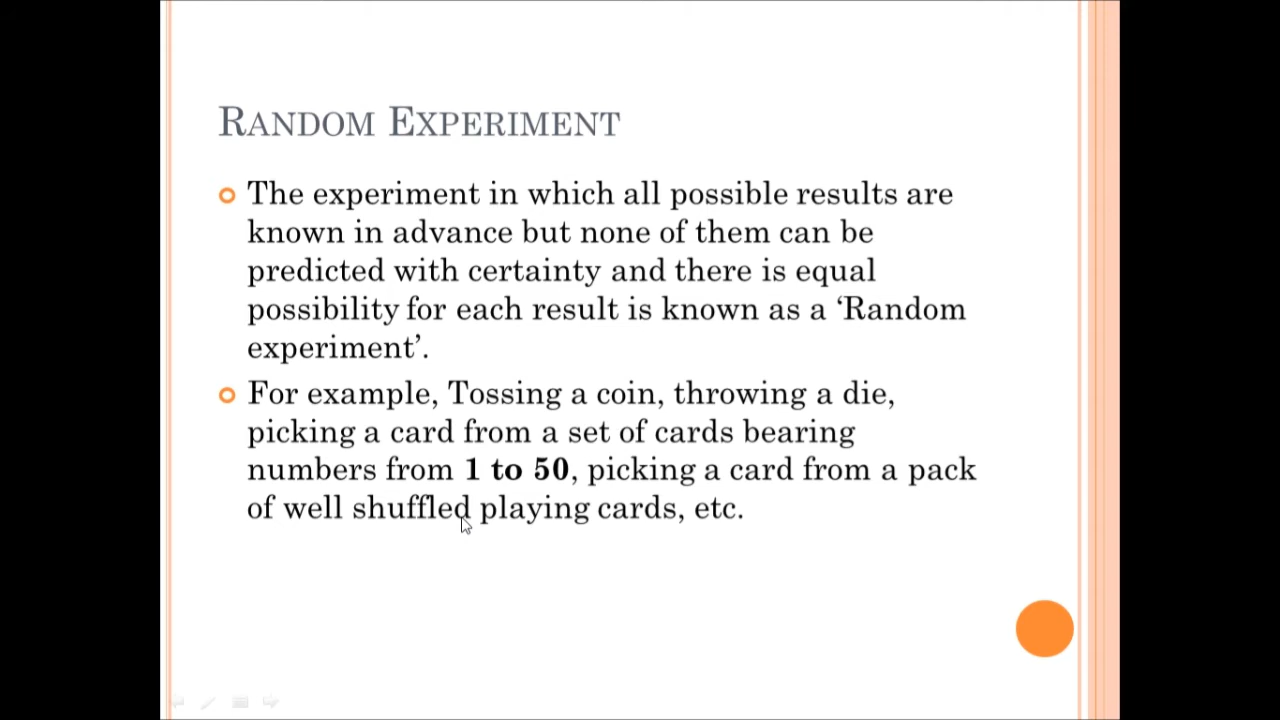 RANDOM EXPERIMENT
The experiment in which all possible results are
known in advance but none of them can be
predicted with certainty and there is equal
possibility for each result is known as a ‘Random
experiment’.
For example, Tossing a coin, throwing a die,
picking a card from a set of cards bearing
numbers from 1 to 50, picking a card from a pack
of well shuffled playing cards, etc.